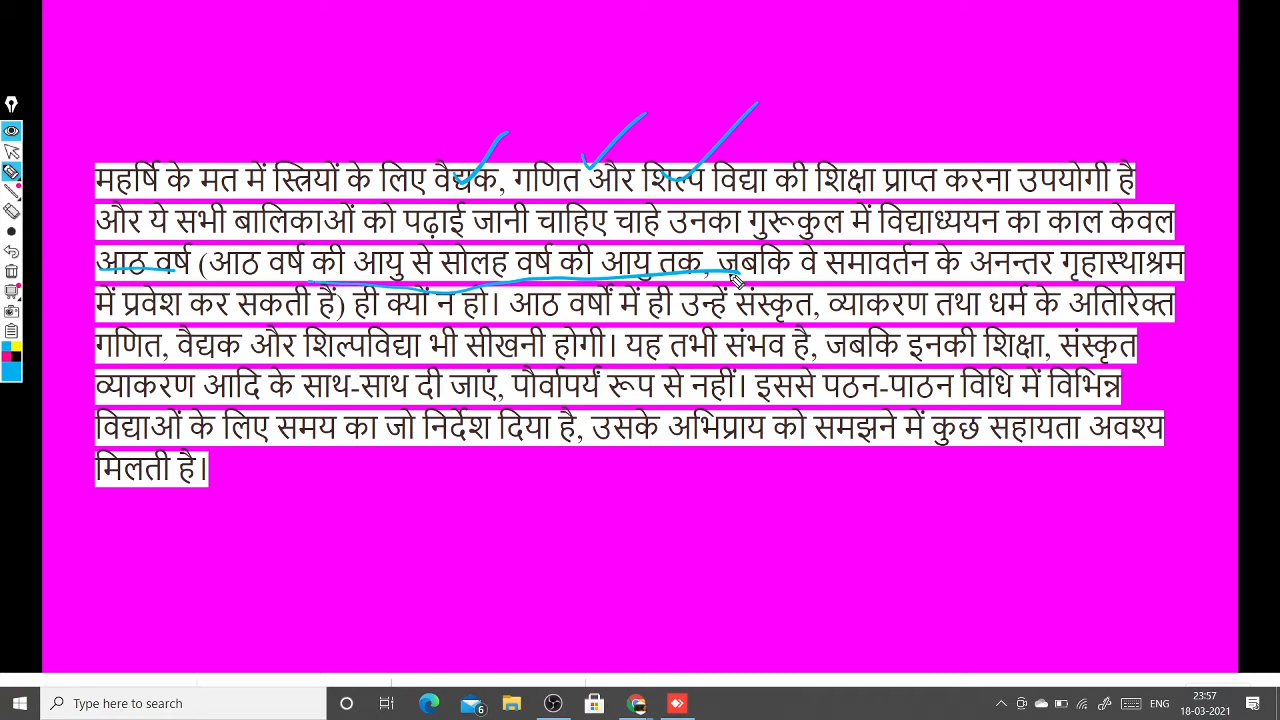 महर्षि के मत में स्त्रियों के लिए वैद्यक, गणित और शिल्प विद्या की शिक्षा प्राप्त करना उपयोगी है
और ये सभी बालिकाओं को पढ़ाई जानी चाहिए चाहे उनका गुरूकुल में विद्याध्ययन का काल केवल
आठ वर्ष (आठ वर्ष की आयु से सोलह वर्ष की आयु तक, जबकि वे समावर्तन के अनन्तर गृहास्थाश्रम
में प्रवेश कर सकती हैं) ही क्यों न हो। आठ वर्षों में ही उन्हें संस्कृत, व्याकरण तथा धर्म के अतिरिक्त
गणित, वैद्यक और शिल्पविद्या भी सीखनी होगी। यह तभी संभव है, जबकि इनकी शिक्षा, संस्कृत
व्याकरण आदि के साथ-साथ दी जाएं, पौर्वापर्यं रूप से नहीं। इससे पठन-पाठन विधि में विभिन्न
विद्याओं के लिए समय का जो निर्देश दिया है, उसके अभिप्राय को समझने में कुछ सहायता अवश्य
मिलती है।
Type here to search
6
ENG
23:57
18-03-2021